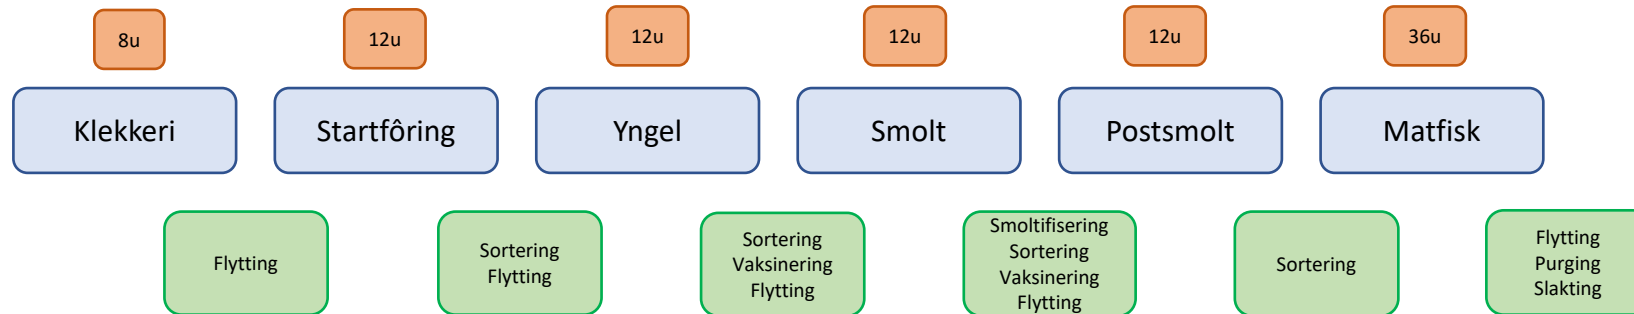 8u
12u
12u
12u
12u
36u
Klekkeri
Startfôring
Yngel
Smolt
Postsmolt
Matfisk
Flytting
Sortering
Flytting
Sortering
Vaksinering
Flytting
Smoltifisering
Sortering
Vaksinering
Flytting
Sortering
Flytting
Purging
Slakting